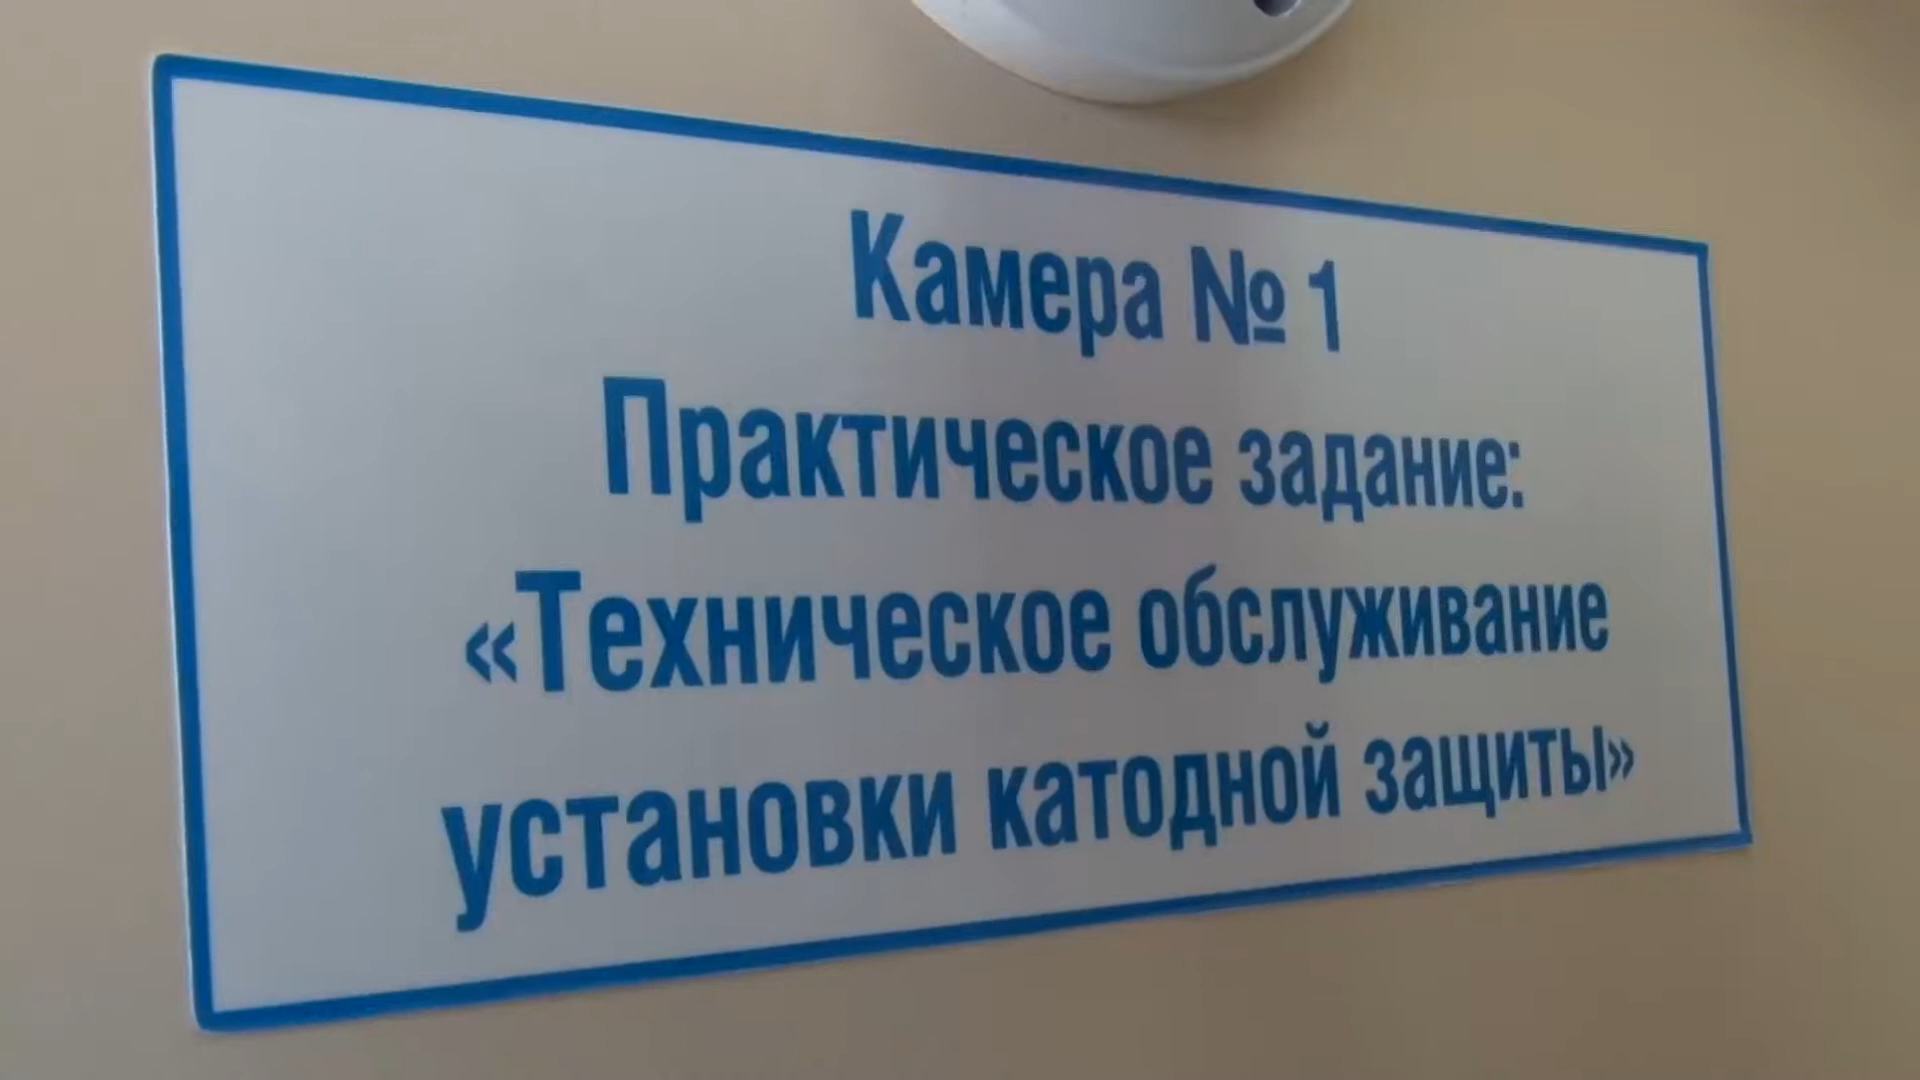 Камера № 1
Практическое задание:
«Техническое обслуживание
установки катодной защиты»